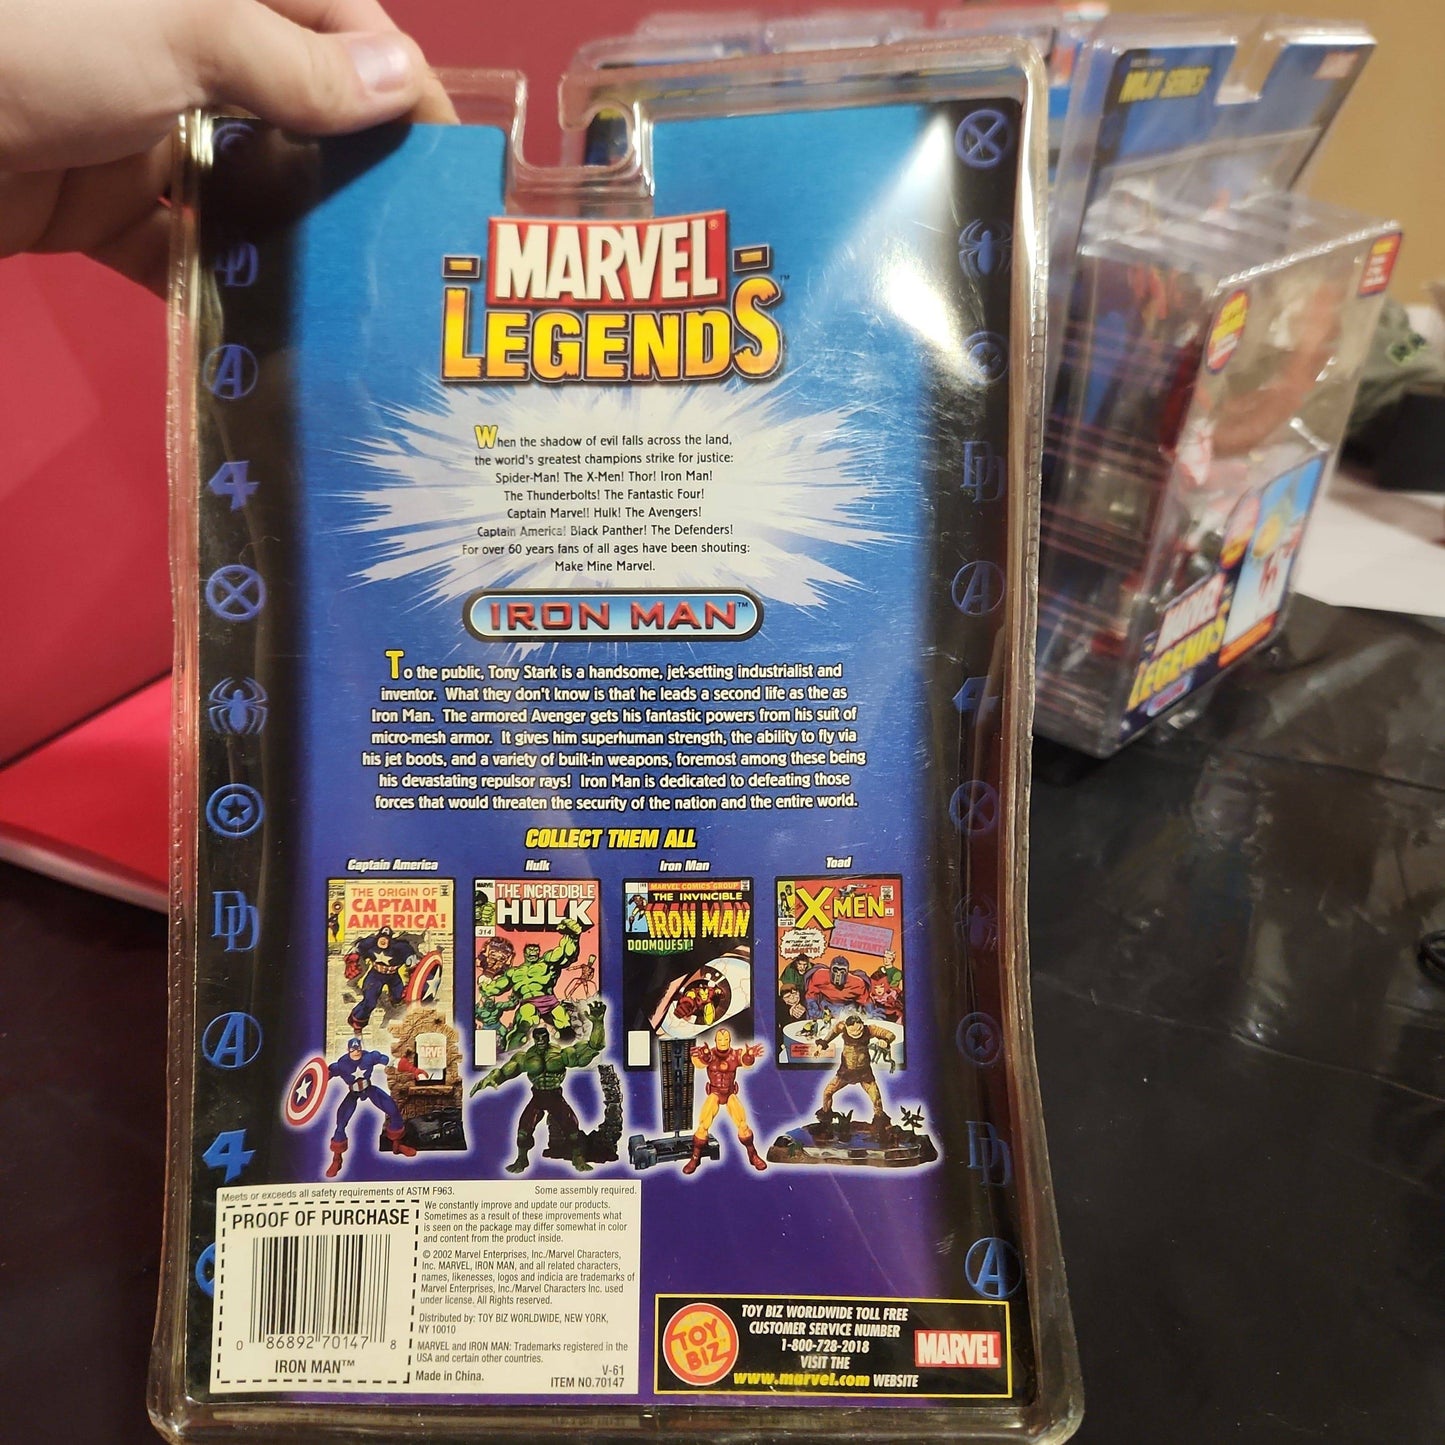 MARVEL®
LEGENDS™
When the shadow of evil falls across the land,
the world's greatest champions strike for justice:
Spider-Man! The X-Men! Thor! Iron Man!
The Thunderbolts! The Fantastic Four!
Captain Marvel! Hulk! The Avengers!
Captain America! Black Panther! The Defenders!
For over 60 years fans of all ages have been shouting:
Make Mine Marvel.
IRON MAN™
To the public, Tony Stark is a handsome, jet-setting industrialist and
inventor. What they don't know is that he leads a second life as the as
Iron Man. The armored Avenger gets his fantastic powers from his suit of
micro-mesh armor. It gives him superhuman strength, the ability to fly via
his jet boots, and a variety of built-in weapons, foremost among these being
his devastating repulsor rays! Iron Man is dedicated to defeating those
forces that would threaten the security of the nation and the entire world.
COLLECT THEM ALL
Captain America
Hulk
Iron Man
Toad
THE ORIGIN OF
CAPTAIN
AMERICA!
THE INCREDIBLE
HULK
314
MARVEL COMICS GROUP
THE INVINCIBLE
IRON MAN
DOOMQUEST!
X-MEN
EVIL MUTANTS
MAGNETO!
Meets or exceeds all safety requirements of ASTM F963.
Some assembly required.
PROOF OF PURCHASE
0 86892 70147 8
IRON MAN™
We constantly improve and update our products.
Sometimes as a result of these improvements what
is seen on the package may differ somewhat in color
and content from the product inside.
© 2002 Marvel Enterprises, Inc./Marvel Characters,
Inc. MARVEL, IRON MAN, and all related characters,
names, likenesses, logos and indicia are trademarks of
Marvel Enterprises, Inc./Marvel Characters Inc. used
under license. All Rights reserved.
Distributed by: TOY BIZ WORLDWIDE, NEW YORK,
NY 10010
MARVEL and IRON MAN: Trademarks registered in the
USA and certain other countries.
Made in China.
V-61
ITEM NO.70147
TOY
BIZ
TOY BIZ WORLDWIDE TOLL FREE
CUSTOMER SERVICE NUMBER
1-800-728-2018
VISIT THE
www.marvel.com WEBSITE
MARVEL
MOJO SERIES
MARVEL
LEGENDS